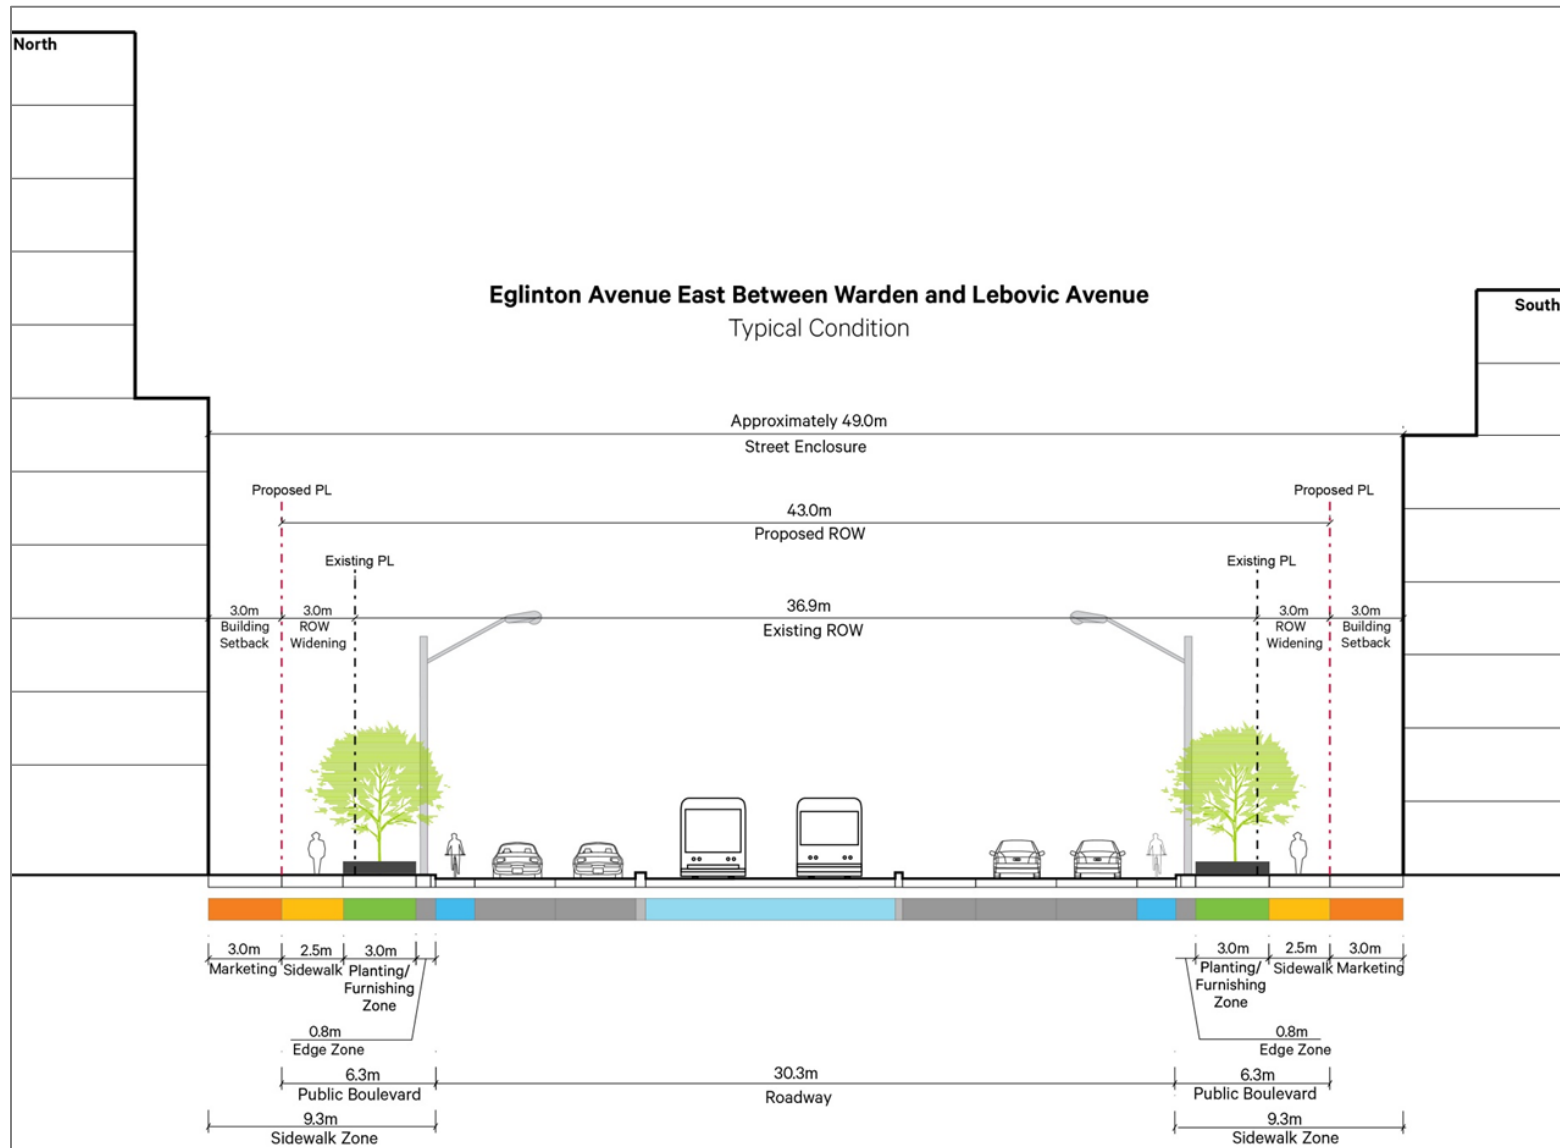 North
South
Eglinton Avenue East Between Warden and Lebovic Avenue
Typical Condition
Approximately 49.0m
Street Enclosure
Proposed PL
Proposed PL
43.0m
Proposed ROW
Existing PL
Existing PL
3.0m
Building
Setback
3.0m
ROW
Widening
36.9m
Existing ROW
3.0m
ROW
Widening
3.0m
Building
Setback
3.0m
Marketing
2.5m
Sidewalk
3.0m
Planting/
Furnishing
Zone
3.0m
Planting/
Furnishing
Zone
2.5m
Sidewalk
3.0m
Marketing
0.8m
Edge Zone
0.8m
Edge Zone
6.3m
Public Boulevard
30.3m
Roadway
6.3m
Public Boulevard
9.3m
Sidewalk Zone
9.3m
Sidewalk Zone